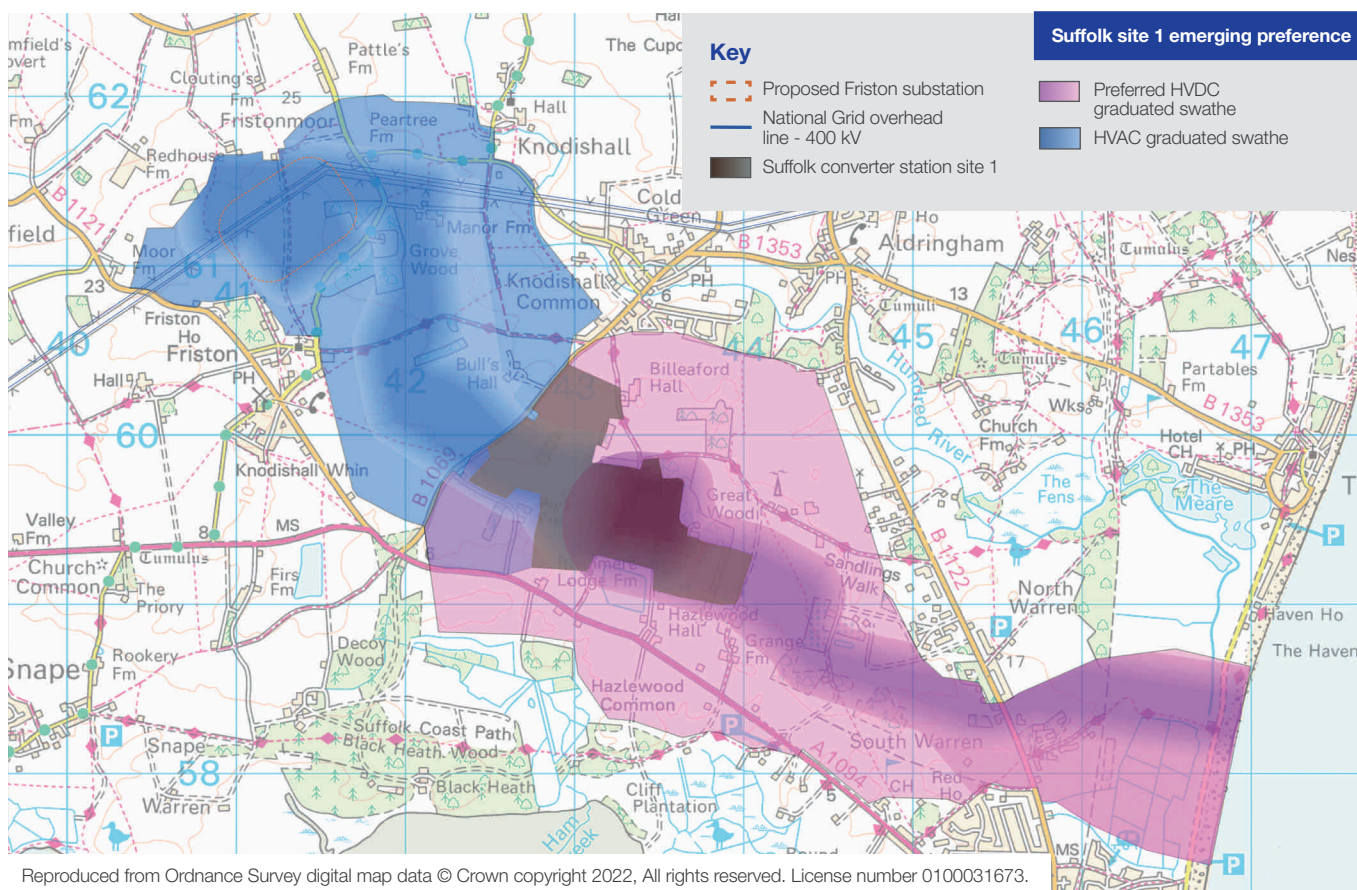 Key
Proposed Friston substation
National Grid overhead
line - 400 kV
Suffolk converter station site 1
Suffolk site 1 emerging preference
Preferred HVDC
graduated swathe
HVAC graduated swathe
Pattle's
Fm
The
Clouting's
Fm
62
25
Fristonmoor
Peartree
Fm
Hall
Knodishall
Redhouse
Fm
B 1121
field
Moor
Fm
61
41
Grove
Wood
Manor Fm
Cold
Green
B 1353
Ho
Aldringham
Tumulus
Nes
23
Friston
Ho
Friston
40
Knodishall
Common
6
PH
PH
Tumuli
13
45
46
47
44
Hall
PH
42
Bull's
Hall
43
Billeaford
Hall
Hundred River
Tumulus
Partables
Fm
B 1353
60
Knodishall Whin
B 1069
Wks
Church
Fm
Hotel
CH
PH
The
Fens
The
Meare
T
P
Great
Wood
Valley
Fm
8
MS
Tumulus
Church
Common
The
Priory
Firs
Fm
6
Lodge Fm
Sandlings
Walk
B 1122
North
Warren
P
Haven Ho
The Haven
Hazlewood
Hall
Grange
Fm
17
Snape
Rookery
Fm
Decoy
Wood
Hazlewood
Common
P
P
Suffolk Coast Path
Black Heath Wood
South Warren
A 1094
Snape
Warren
58
Black Heath
Cliff
Plantation
CH
Red
Ho
5
MS
P
Reproduced from Ordnance Survey digital map data © Crown copyright 2022, All rights reserved. License number 0100031673.